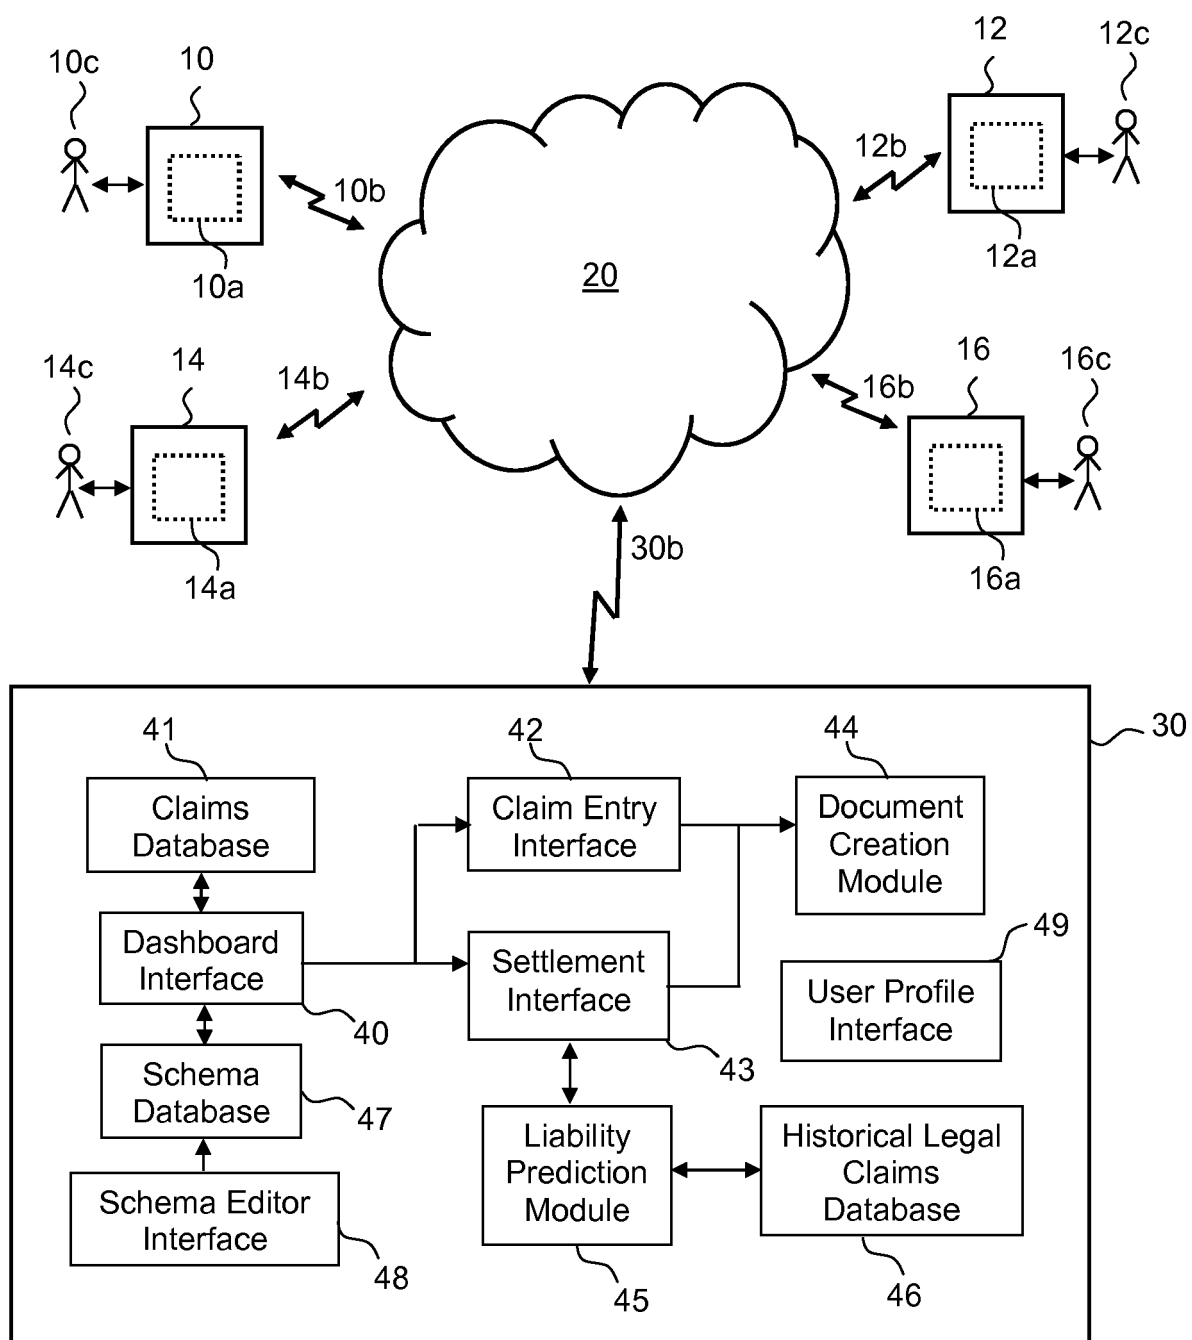 10c
10
12
12c
12b
10b
12a
20
10a
14c
14
14b
16b
16
16c
30b
14a
16a
30
41
42
44
Claims
Database
Claim Entry
Interface
Document
Creation
Module
49
Dashboard
Interface
Settlement
Interface
User Profile
Interface
40
43
Schema
Database
47
Liability
Prediction
Module
Historical Legal
Claims
Database
Schema Editor
Interface
48
45
46